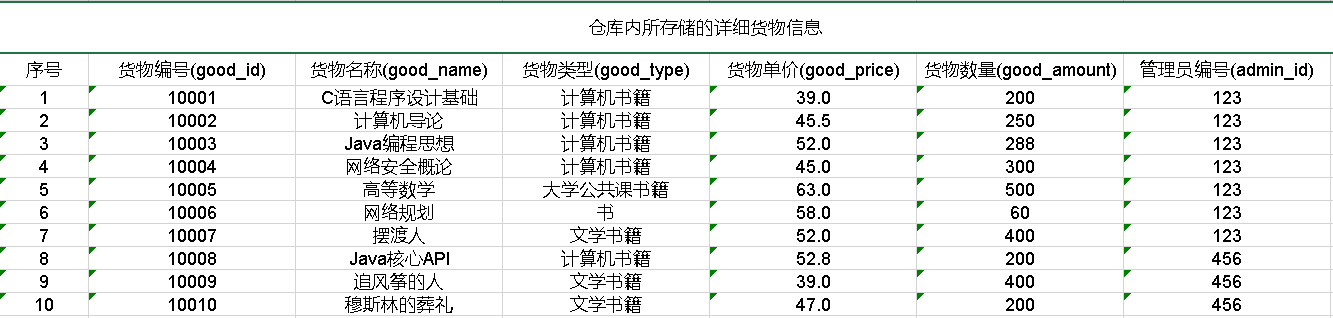 仓库内所存储的详细货物信息
序号 货物编号(good_id) 货物名称(good_name) 货物类型(good_type) 货物单价(good_price) 货物数量(good_amount) 管理员编号(admin_id)
1 10001 C语言程序设计基础 计算机书籍 39.0 200 123
2 10002 计算机导论 计算机书籍 45.5 250 123
3 10003 Java编程思想 计算机书籍 52.0 288 123
4 10004 网络安全概论 计算机书籍 45.0 300 123
5 10005 高等数学 大学公共课书籍 63.0 500 123
6 10006 网络规划 书 58.0 60 123
7 10007 摆渡人 文学书籍 52.0 400 123
8 10008 Java核心API 计算机书籍 52.8 200 456
9 10009 追风筝的人 文学书籍 39.0 400 456
10 10010 穆斯林的葬礼 文学书籍 47.0 200 456